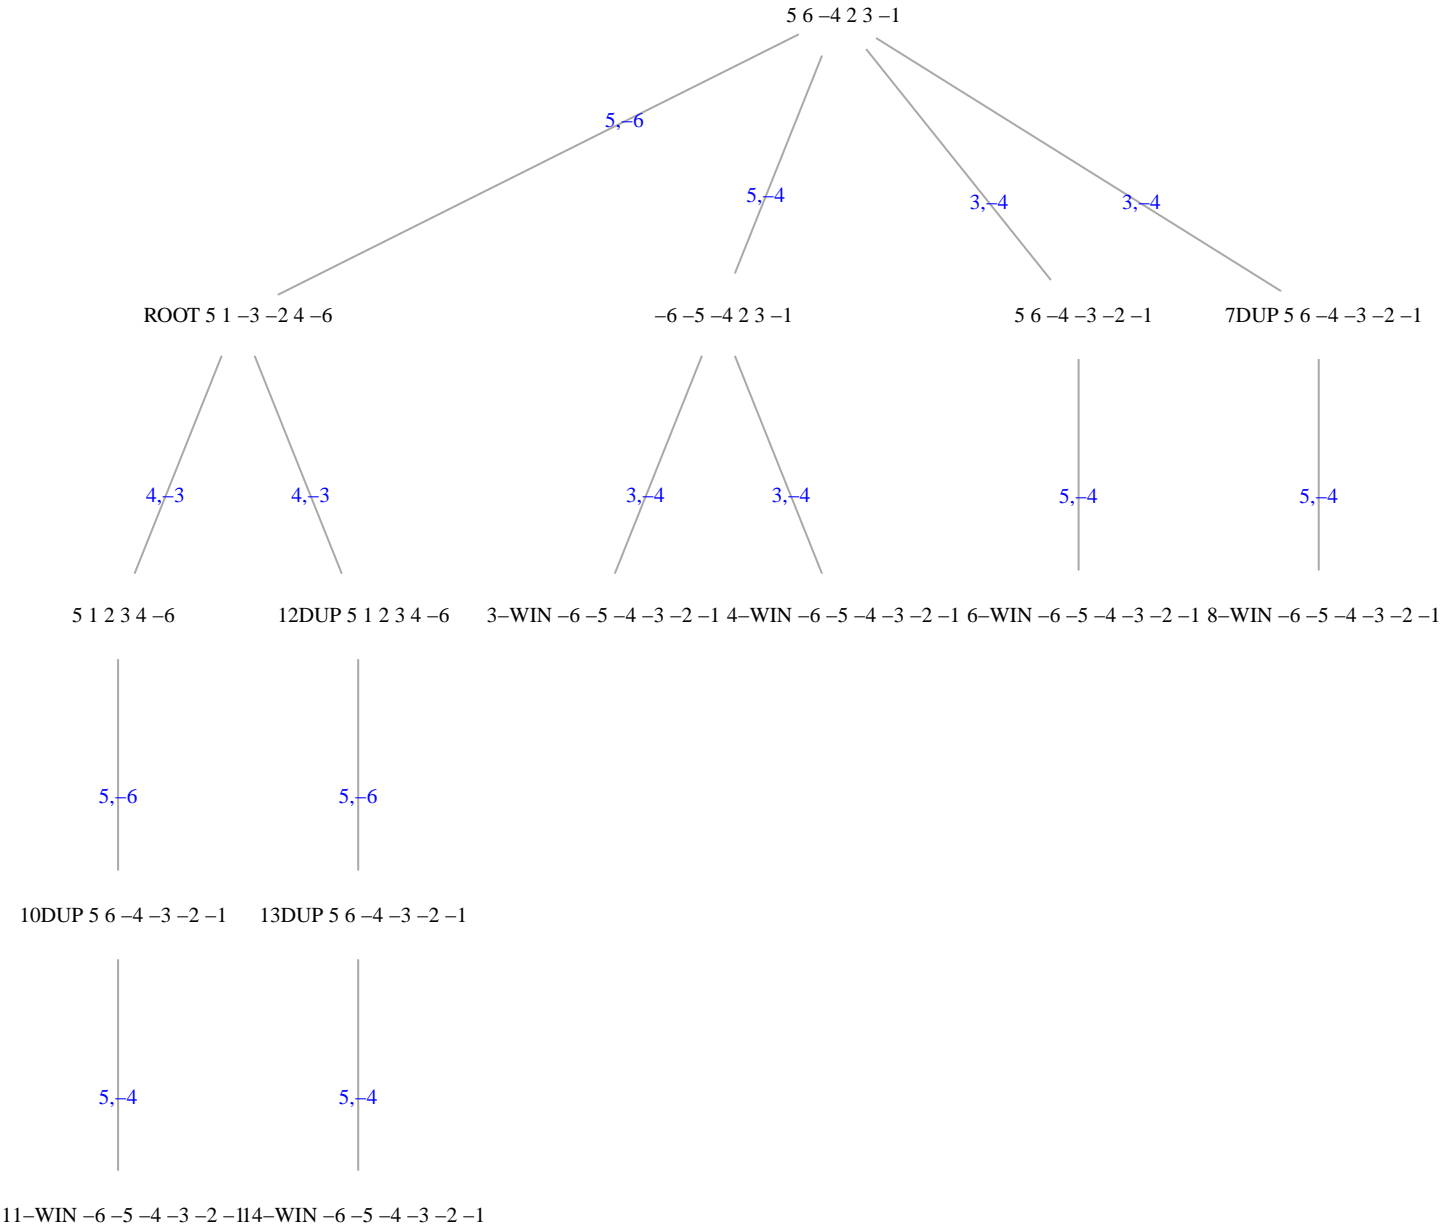 5 6 –4 2 3 –1
5,–6
5,–4
3,–4
3,–4
ROOT 5 1 –3 –2 4 –6
–6 –5 –4 2 3 –1
5 6 –4 –3 –2 –1
7DUP 5 6 –4 –3 –2 –1
4,–3
4,–3
3,–4
3,–4
5,–4
5,–4
5 1 2 3 4 –6
12DUP 5 1 2 3 4 –6
3–WIN –6 –5 –4 –3 –2 –1
4–WIN –6 –5 –4 –3 –2 –1
6–WIN –6 –5 –4 –3 –2 –1
8–WIN –6 –5 –4 –3 –2 –1
5,–6
5,–6
10DUP 5 6 –4 –3 –2 –1
13DUP 5 6 –4 –3 –2 –1
5,–4
5,–4
11–WIN –6 –5 –4 –3 –2 –1
14–WIN –6 –5 –4 –3 –2 –1